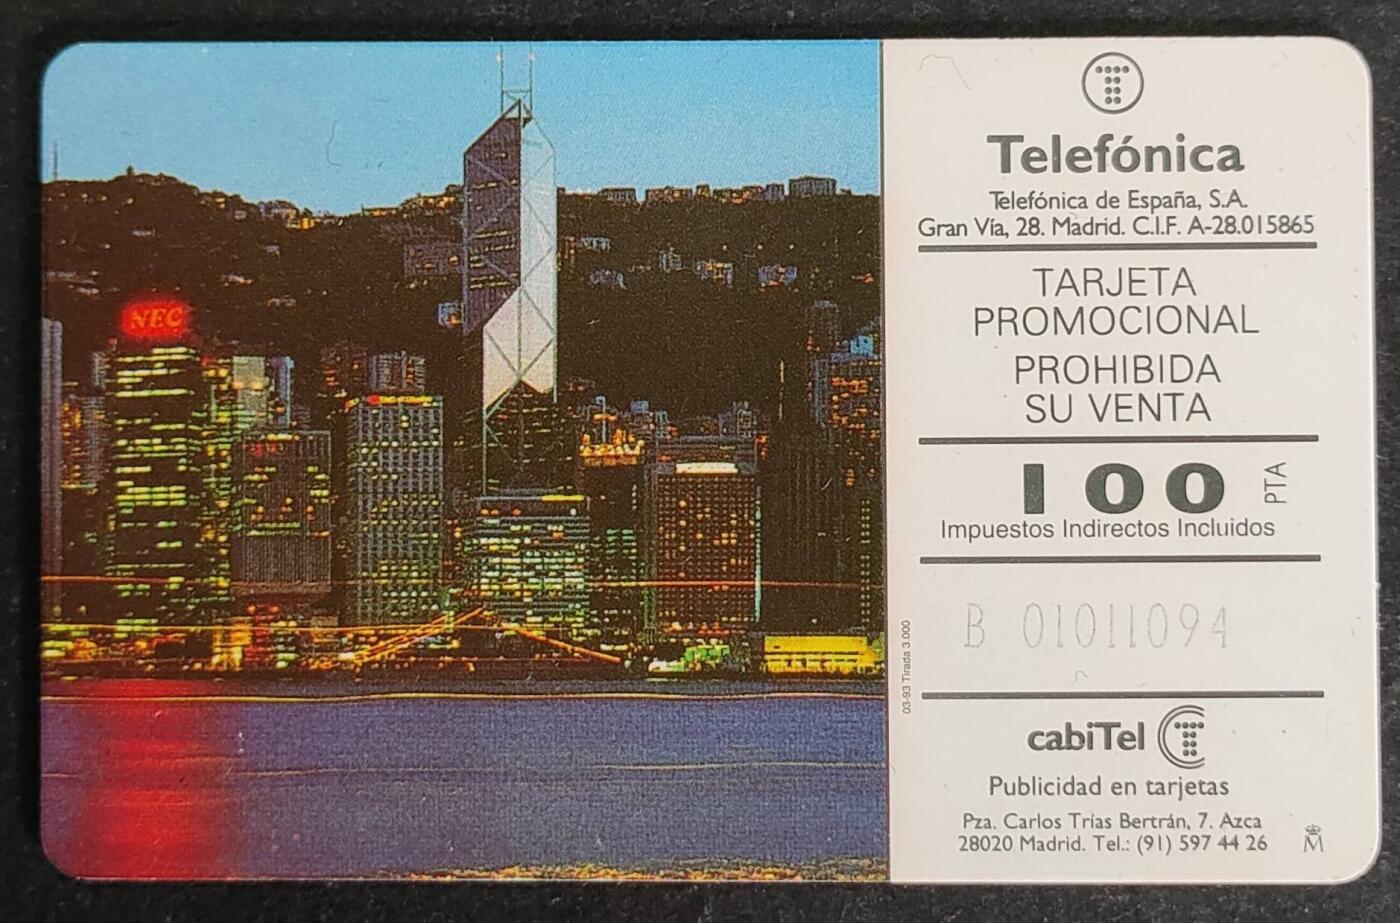 NEC
T
Telefónica
Telefónica de España, S.A.
Gran Vía, 28. Madrid. C.I.F. A-28.015865
TARJETA
PROMOCIONAL
PROHIBIDA
SU VENTA
100 PTA
Impuestos Indirectos Incluidos
B 01011094
03-93 Tirada 3.000
cabiTel T
Publicidad en tarjetas
Pza. Carlos Trías Bertrán, 7. Azca
28020 Madrid. Tel.: (91) 597 44 26
M